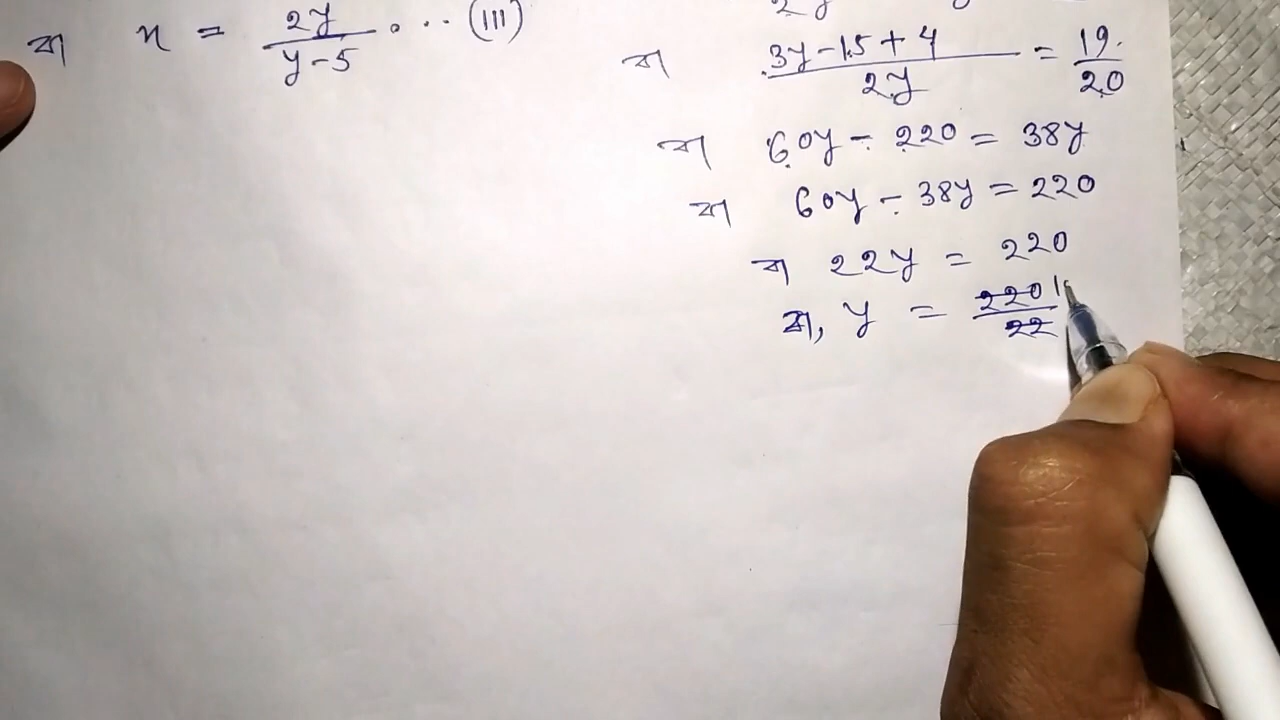 বা x = 2y / y-5 ... (III)
বা 3y-15+4 / 2y = 19 / 20
বা 60y - 220 = 38y
বা 60y - 38y = 220
বা 22y = 220
বা, y = 220 / 22 1